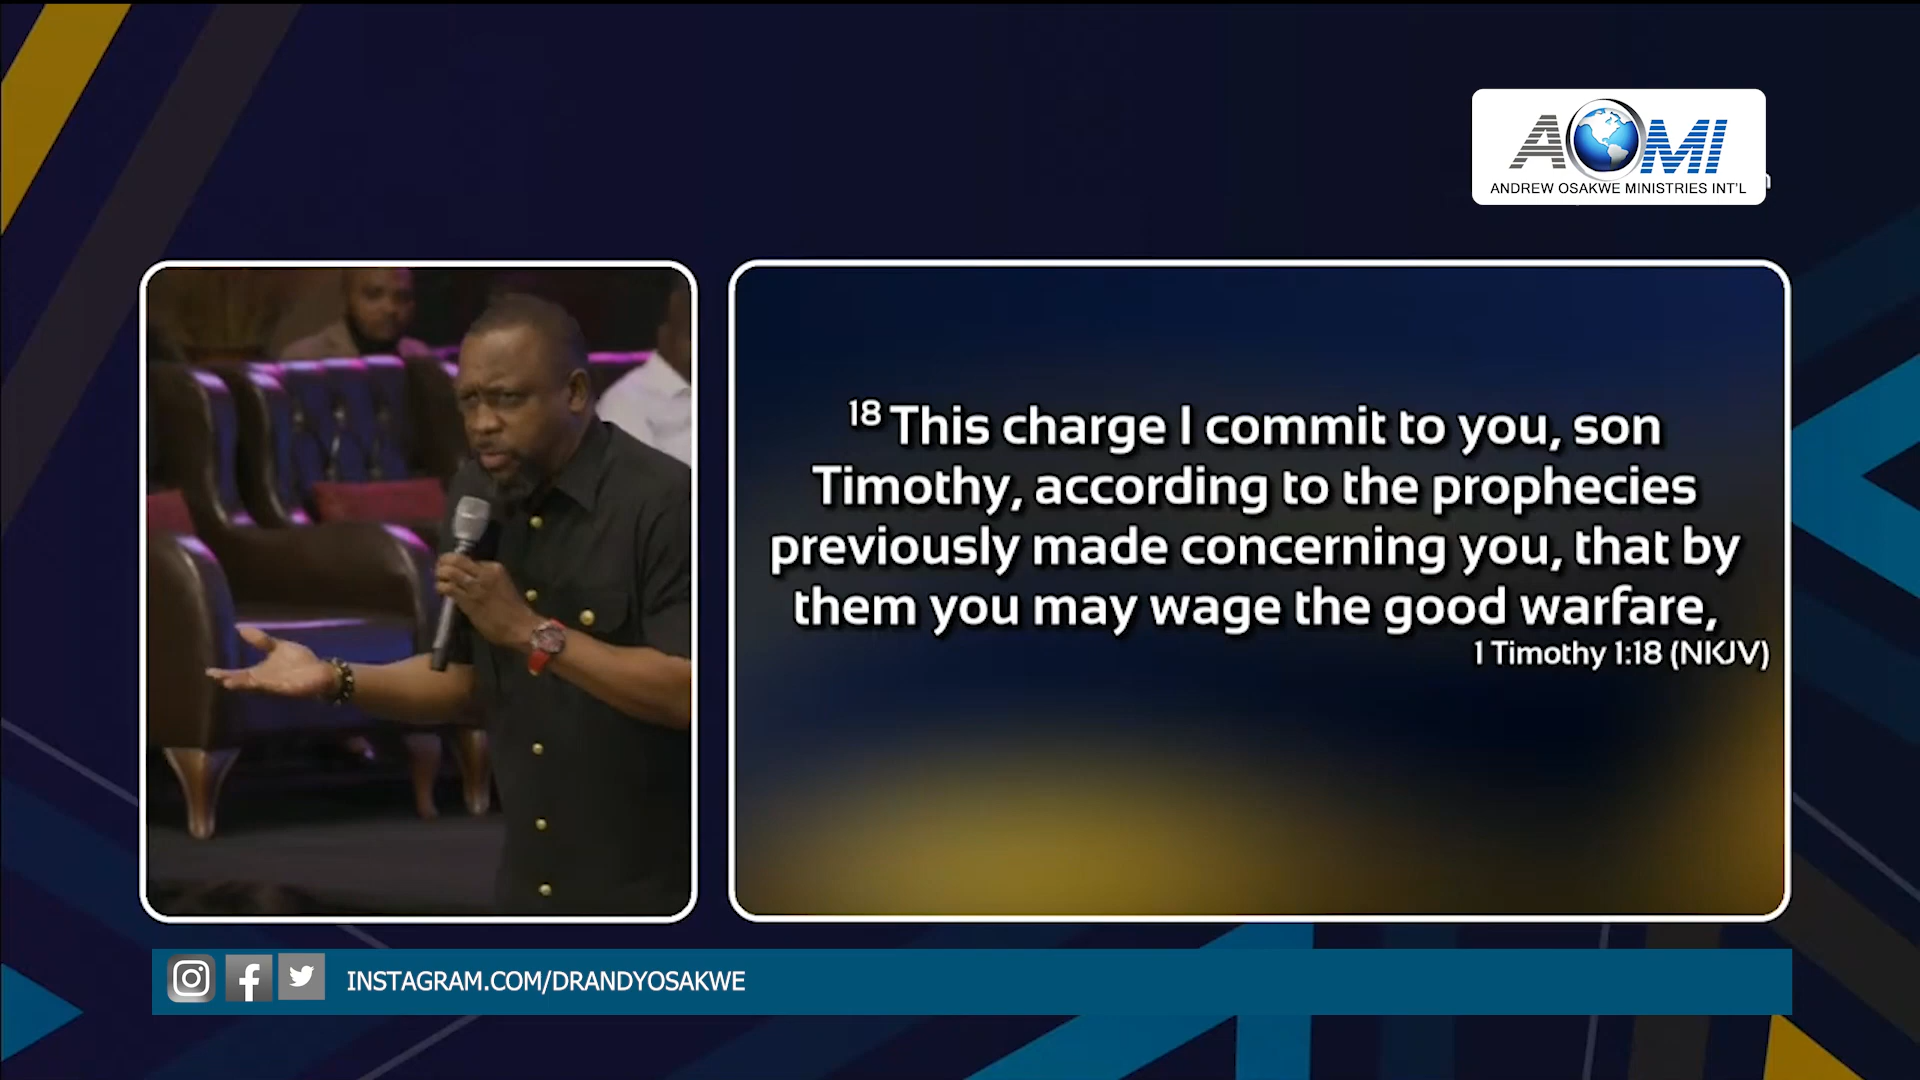 AOMI
ANDREW OSAKWE MINISTRIES INT'L
18 This charge I commit to you, son
Timothy, according to the prophecies
previously made concerning you, that by
them you may wage the good warfare,
1 Timothy 1:18 (NKJV)
INSTAGRAM.COM/DRANDYOSAKWE